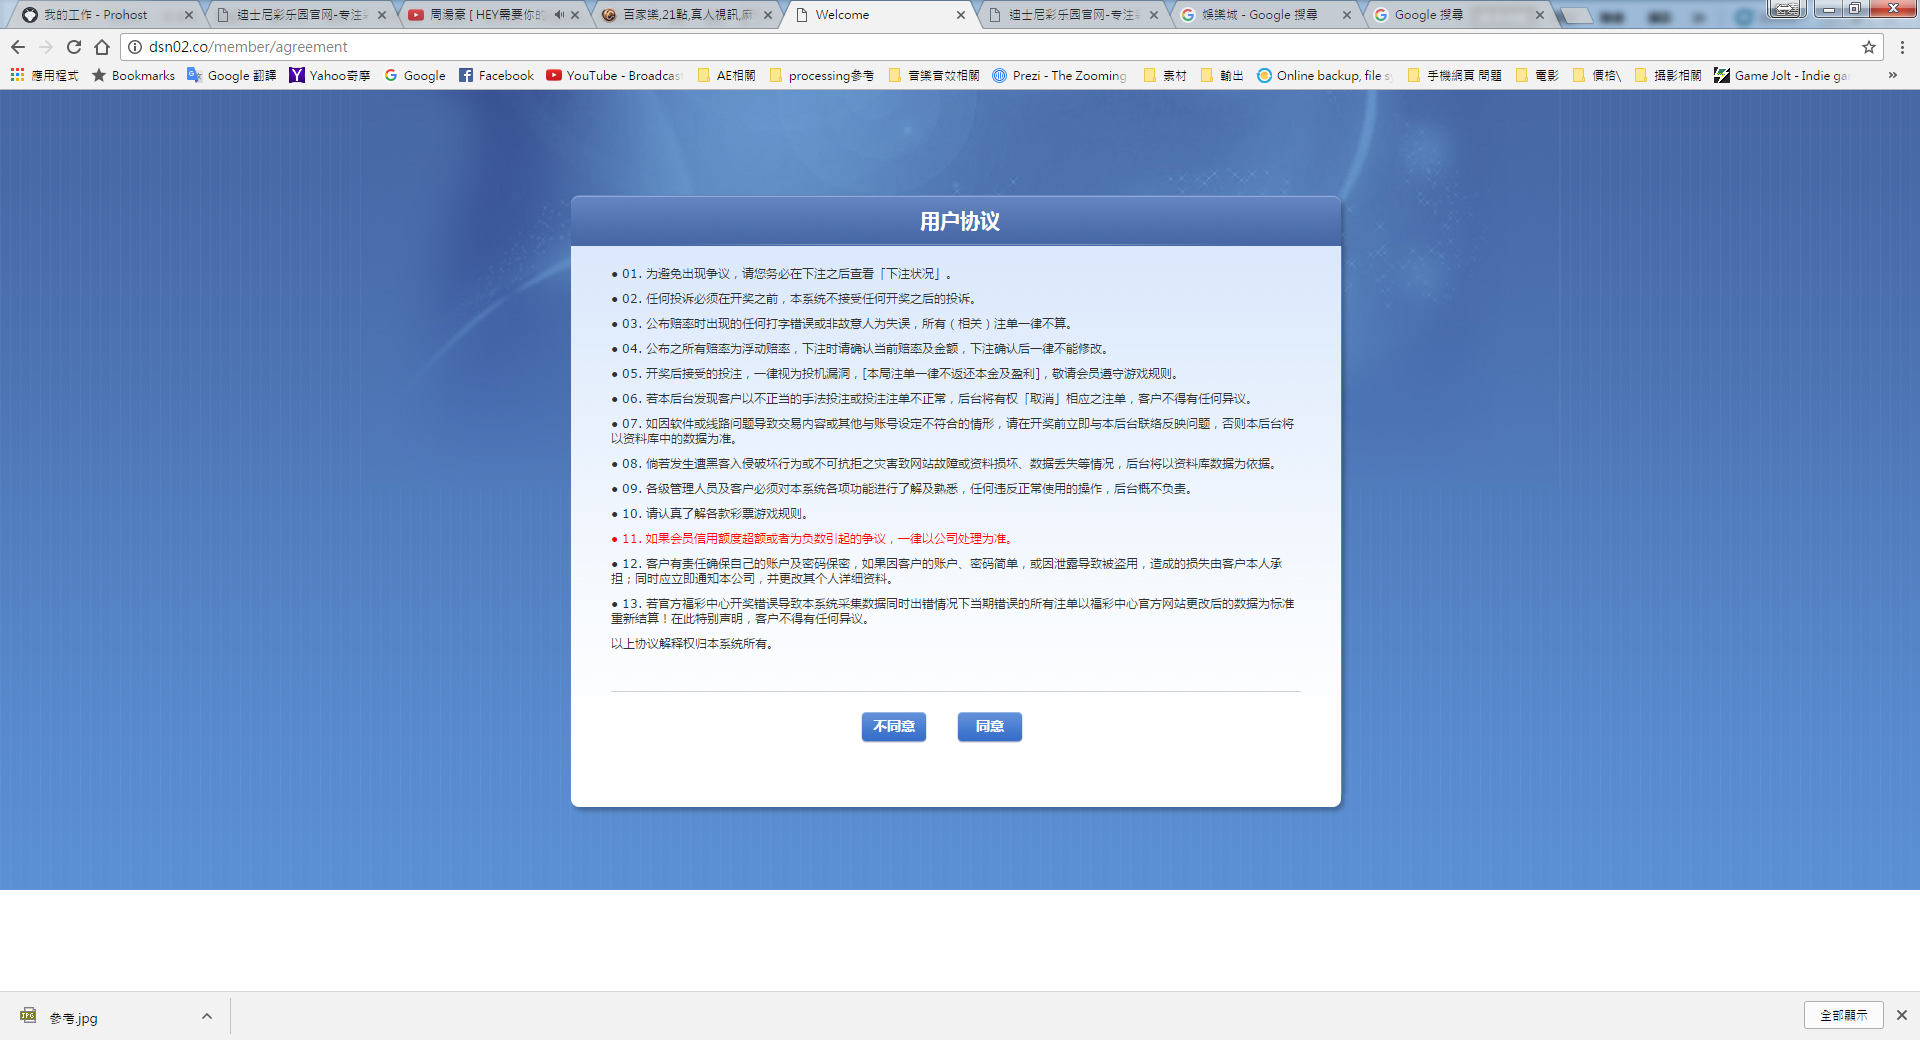 我的工作 - Prohost
迪士尼彩乐园官网-专注
周湯豪 [ HEY需要你的
百家樂,21點,真人視訊,麻
Welcome
迪士尼彩乐园官网-专注
娛樂城 - Google 搜尋
Google 搜尋
dsn02.co/member/agreement
應用程式
Bookmarks
Google 翻譯
Yahoo奇摩
Google
Facebook
YouTube - Broadcas
AE相關
processing參考
音樂音效相關
Prezi - The Zooming
素材
輸出
Online backup, file s
手機網頁 問題
電影
價格\
攝影相關
Game Jolt - Indie ga
用户协议
● 01. 为避免出现争议，请您务必在下注之后查看「下注状况」。
● 02. 任何投诉必须在开奖之前，本系统不接受任何开奖之后的投诉。
● 03. 公布赔率时出现的任何打字错误或非故意人为失误，所有（相关）注单一律不算。
● 04. 公布之所有赔率为浮动赔率，下注时请确认当前赔率及金额，下注确认后一律不能修改。
● 05. 开奖后接受的投注，一律视为投机漏洞，[本局注单一律不返还本金及盈利]，敬请会员遵守游戏规则。
● 06. 若本后台发现客户以不正当的手法投注或投注注单不正常，后台将有权「取消」相应之注单，客户不得有任何异议。
● 07. 如因软件或线路问题导致交易内容或其他与账号设定不符合的情形，请在开奖前立即与本后台联络反映问题，否则本后台将
以资料库中的数据为准。
● 08. 倘若发生遭黑客入侵破坏行为或不可抗拒之灾害致网站故障或资料损坏、数据丢失等情况，后台将以资料库数据为依据。
● 09. 各级管理人员及客户必须对本系统各项功能进行了解及熟悉，任何违反正常使用的操作，后台概不负责。
● 10. 请认真了解各款彩票游戏规则。
● 11. 如果会员信用额度超额或者为负数引起的争议，一律以公司处理为准。
● 12. 客户有责任确保自己的账户及密码保密，如果因客户的账户、密码简单，或因泄露导致被盗用，造成的损失由客户本人承
担；同时应立即通知本公司，并更改其个人详细资料。
● 13. 若官方福彩中心开奖错误导致本系统采集数据同时出错情况下当期错误的所有注单以福彩中心官方网站更改后的数据为标准
重新结算！在此特别声明，客户不得有任何异议。
以上协议解释权归本系统所有。
不同意
同意
參考.jpg
全部顯示